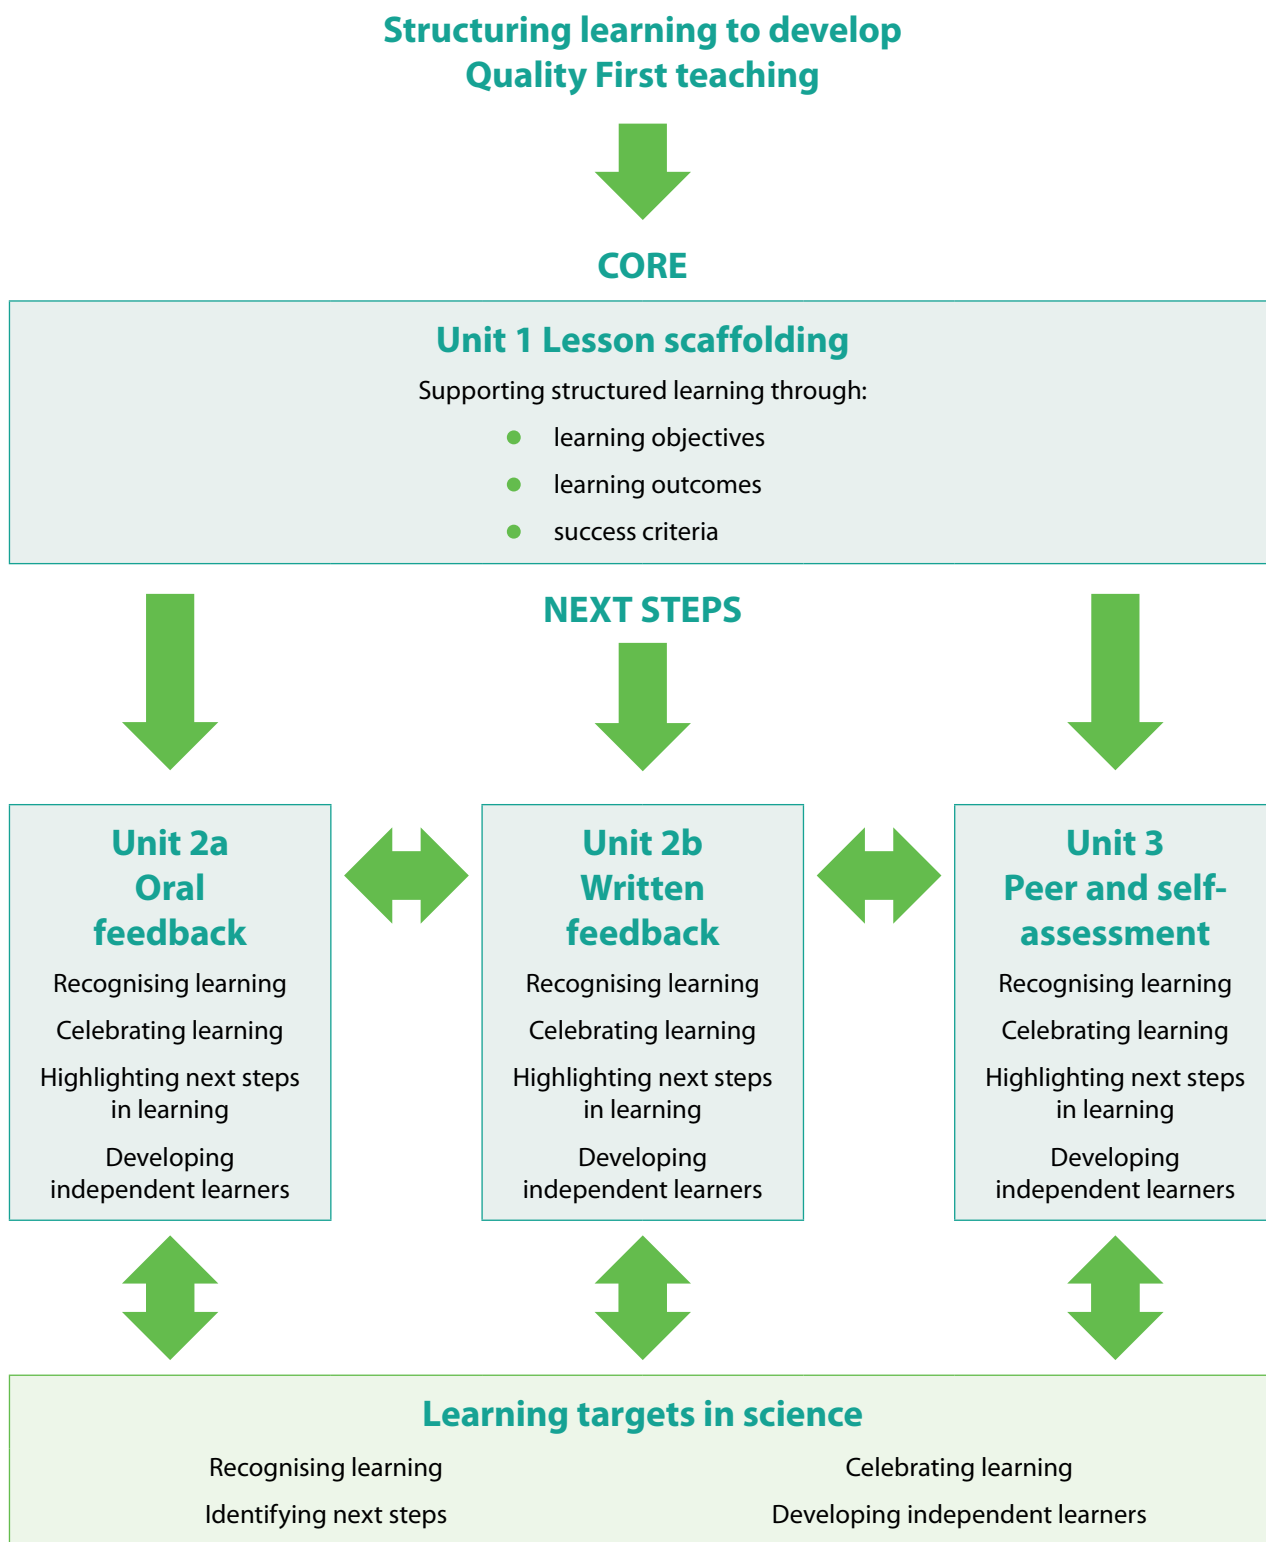 Structuring learning to develop
Quality First teaching
CORE
Unit 1 Lesson scaffolding
Supporting structured learning through:
● learning objectives
● learning outcomes
● success criteria
NEXT STEPS
Unit 2a
Oral
feedback
Recognising learning
Celebrating learning
Highlighting next steps
in learning
Developing
independent learners
Unit 2b
Written
feedback
Recognising learning
Celebrating learning
Highlighting next steps
in learning
Developing
independent learners
Unit 3
Peer and self-
assessment
Recognising learning
Celebrating learning
Highlighting next steps
in learning
Developing
independent learners
Learning targets in science
Recognising learning
Celebrating learning
Identifying next steps
Developing independent learners